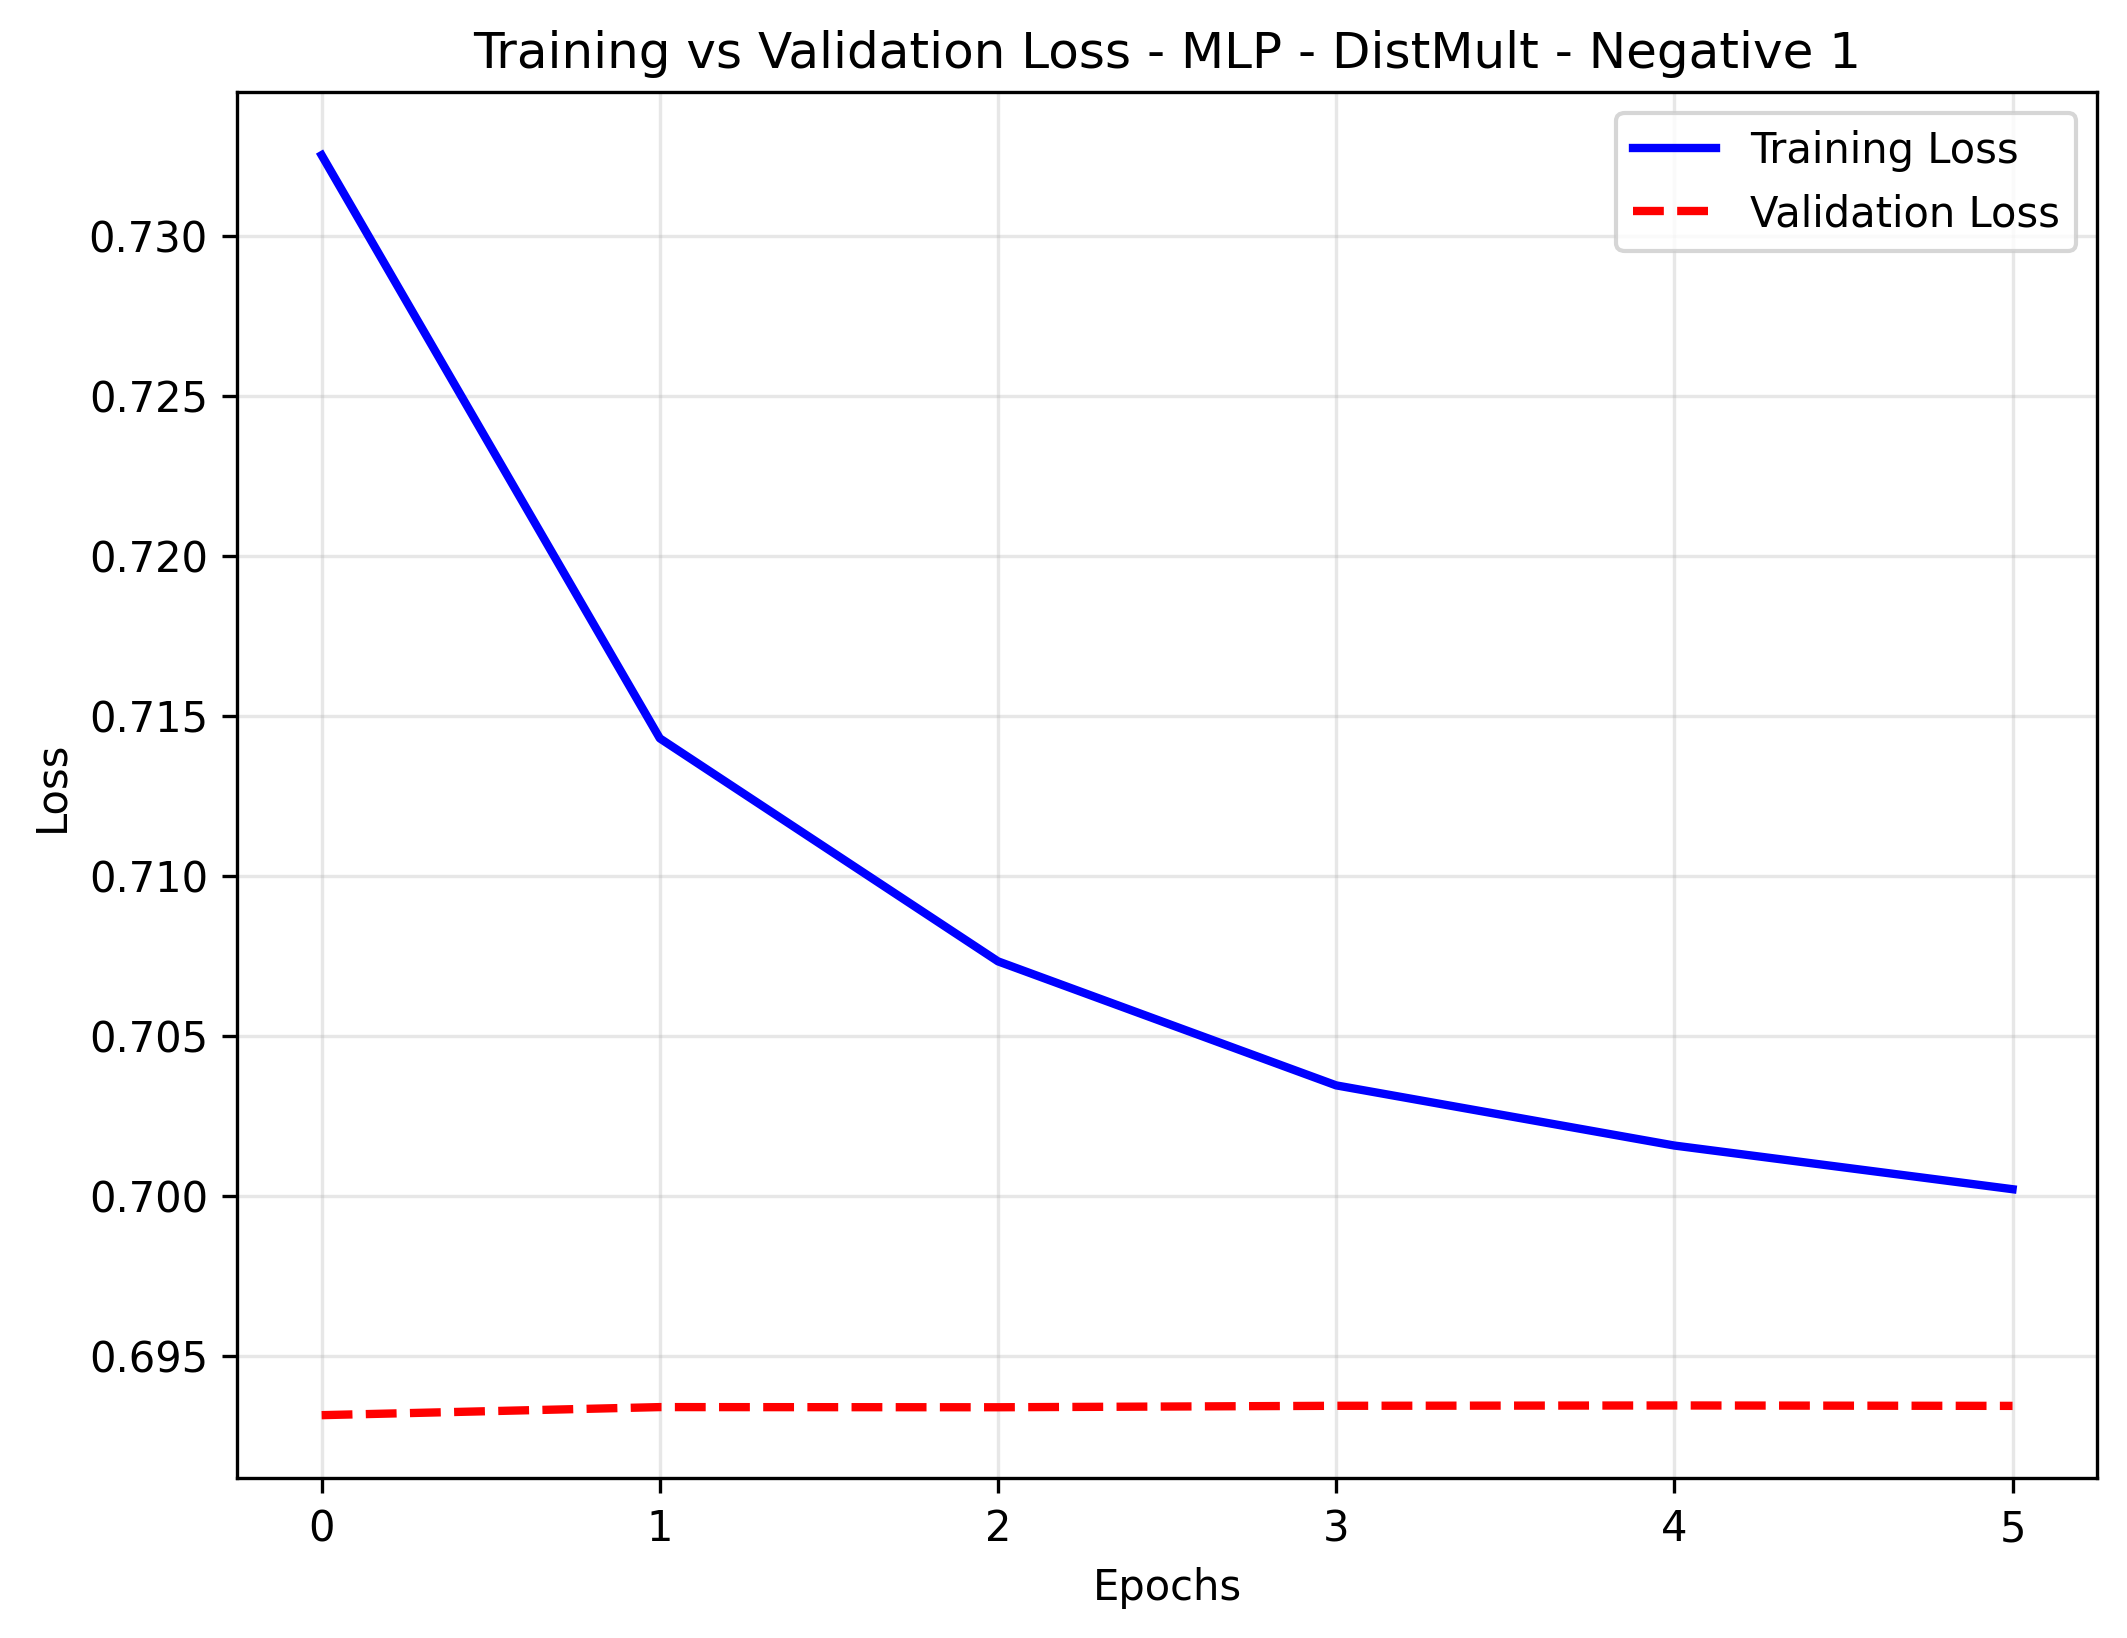 Training vs Validation Loss - MLP - DistMult - Negative 1
Training Loss
Validation Loss
0.730
0.725
0.720
0.715
0.710
0.705
0.700
0.695
Loss
0 1 2 3 4 5
Epochs